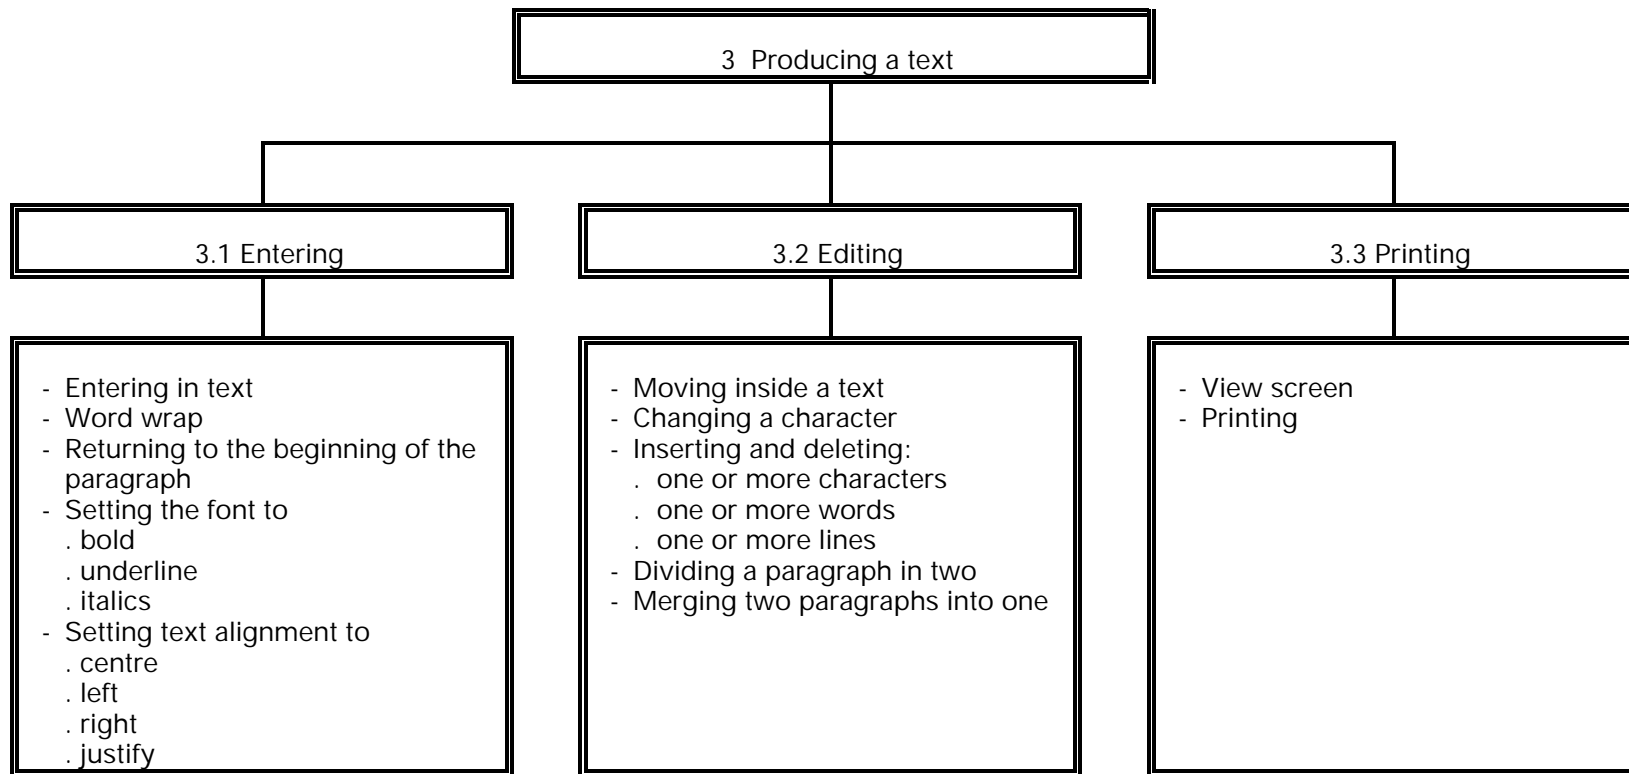 3 Producing a text
3.1 Entering
3.2 Editing
3.3 Printing
- Entering in text
- Word wrap
- Returning to the beginning of the
paragraph
- Setting the font to
. bold
. underline
. italics
- Setting text alignment to
. centre
. left
. right
. justify
- Moving inside a text
- Changing a character
- Inserting and deleting:
. one or more characters
. one or more words
. one or more lines
- Dividing a paragraph in two
- Merging two paragraphs into one
- View screen
- Printing